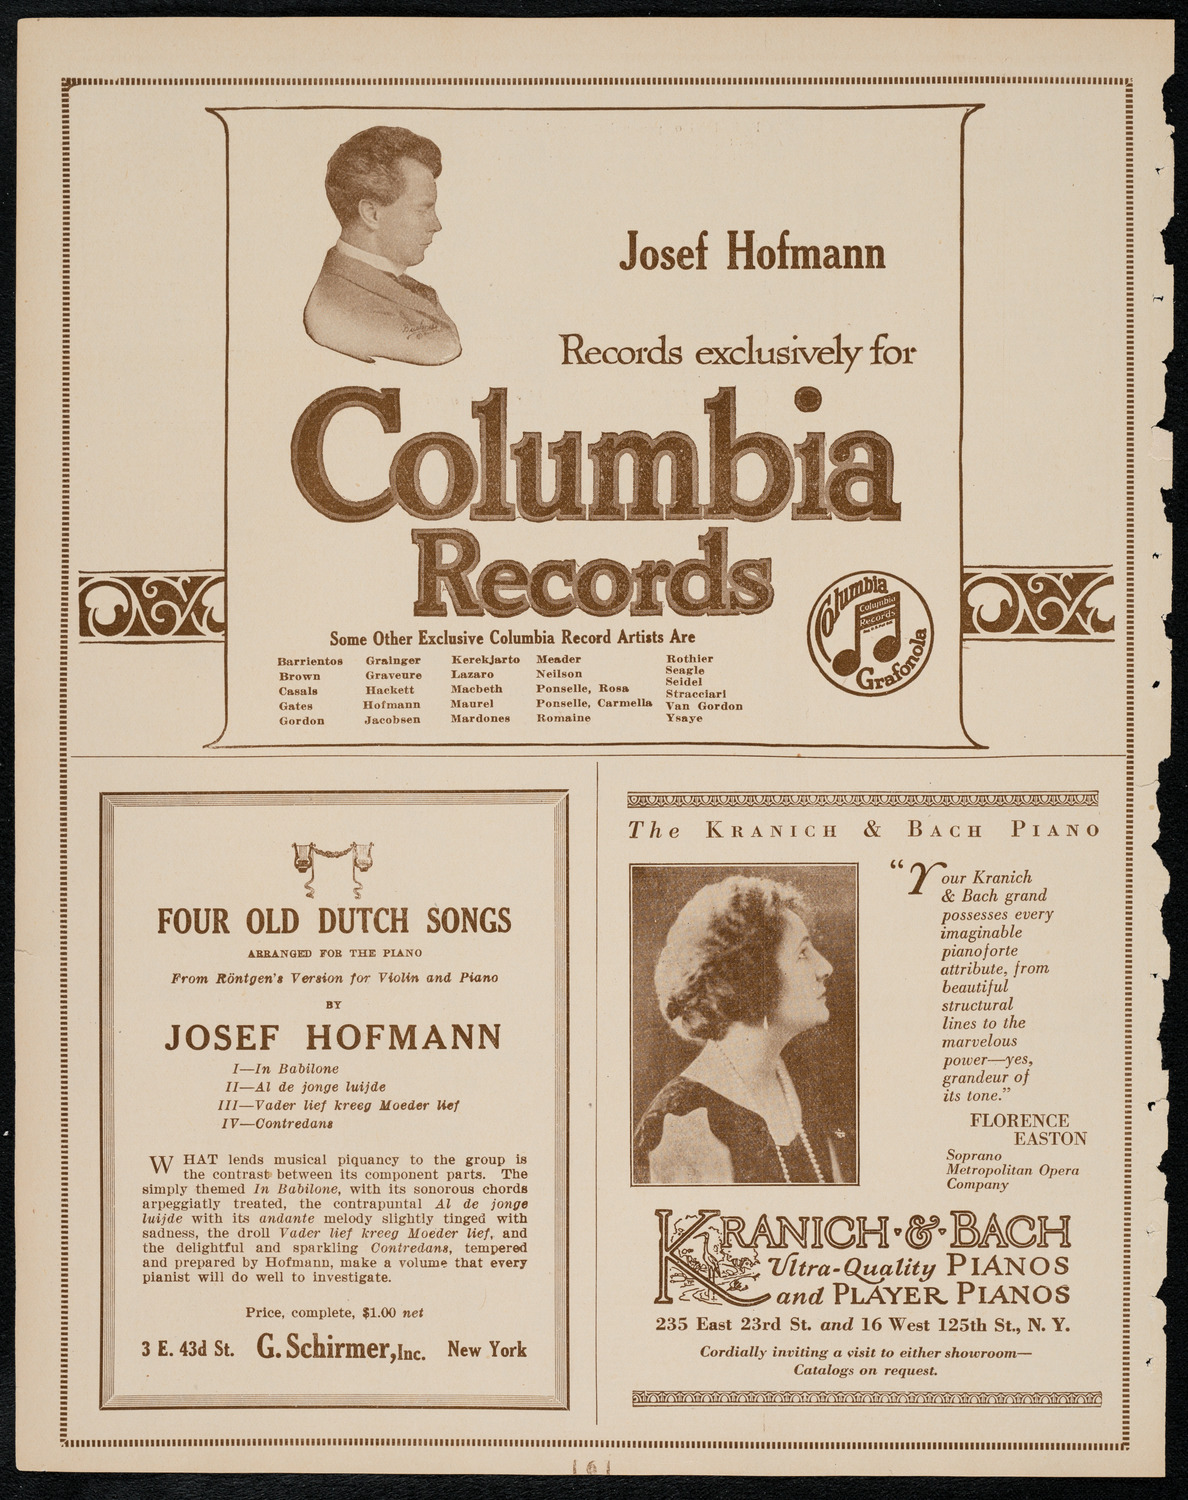 Josef Hofmann
Records exclusively for
Columbia
Records
Columbia
Columbia
Records
Grafonola
Some Other Exclusive Columbia Record Artists Are
Barrientos
Brown
Casals
Gates
Gordon
Grainger
Graveure
Hackett
Hofmann
Jacobsen
Kerekjarto
Lazaro
Macbeth
Maurel
Mardones
Meader
Neilson
Ponselle, Rosa
Ponselle, Carmella
Romaine
Rothier
Seagle
Seidel
Stracciari
Van Gordon
Ysaye
FOUR OLD DUTCH SONGS
ARRANGED FOR THE PIANO
From Röntgen's Version for Violin and Piano
BY
JOSEF HOFMANN
I—In Babilone
II—Al de jonge luijde
III—Vader lief kreeg Moeder lief
IV—Contredans
WHAT lends musical piquancy to the group is
the contrast between its component parts. The
simply themed In Babilone, with its sonorous chords
arpeggiatly treated, the contrapuntal Al de jonge
luijde with its andante melody slightly tinged with
sadness, the droll Vader lief kreeg Moeder lief, and
the delightful and sparkling Contredans, tempered
and prepared by Hofmann, make a volume that every
pianist will do well to investigate.
Price, complete, $1.00 net
3 E. 43d St. G. Schirmer, Inc. New York
The KRANICH & BACH PIANO
"Your Kranich
& Bach grand
possesses every
imaginable
pianoforte
attribute, from
beautiful
structural
lines to the
marvelous
power—yes,
grandeur of
its tone."
FLORENCE
EASTON
Soprano
Metropolitan Opera
Company
KRANICH·&·BACH
Ultra-Quality PIANOS
and PLAYER PIANOS
235 East 23rd St. and 16 West 125th St., N. Y.
Cordially inviting a visit to either showroom—
Catalogs on request.